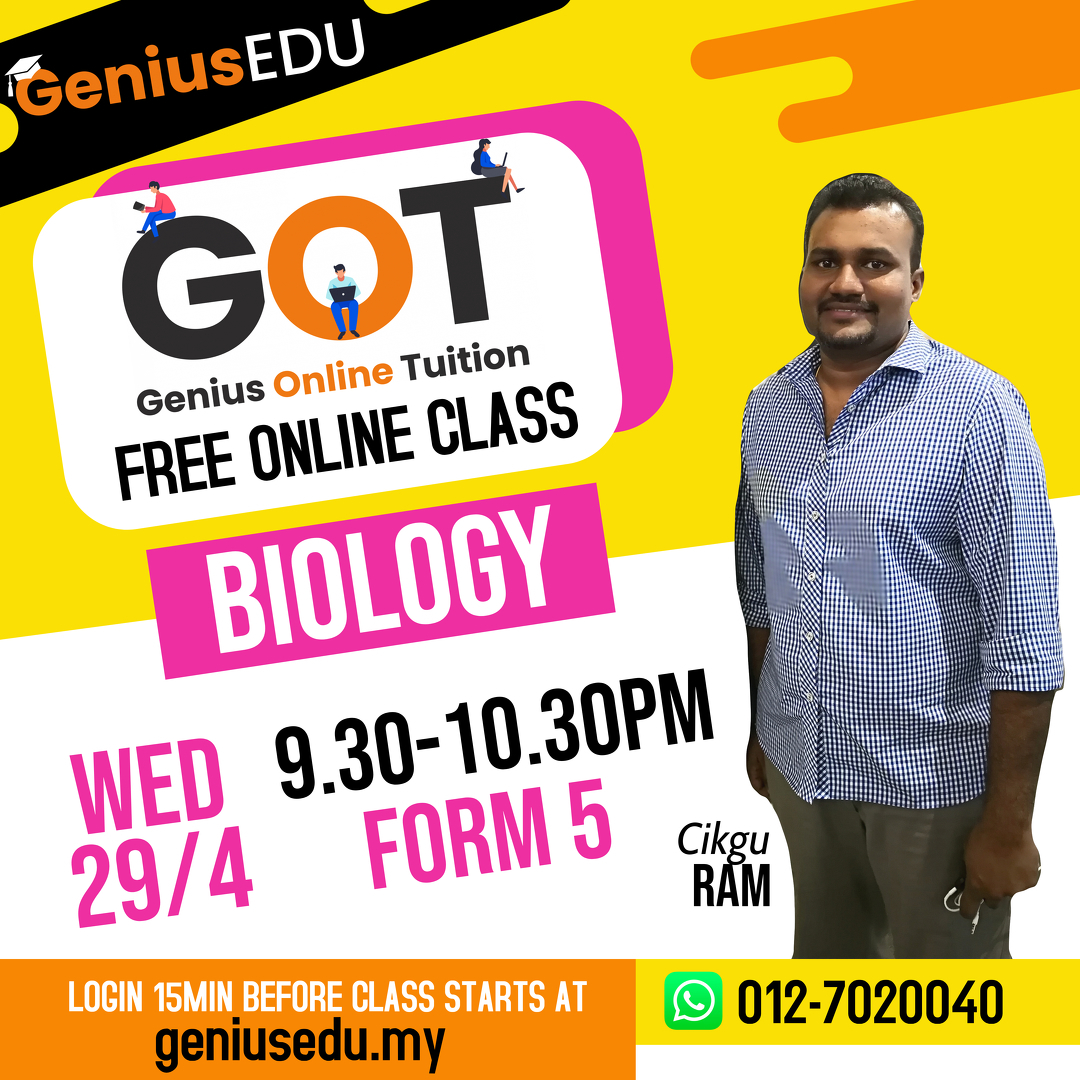 GeniusEDU
GOT
Genius Online Tuition
FREE ONLINE CLASS
BIOLOGY
WED
29/4
9.30-10.30PM
FORM 5
Cikgu
RAM
LOGIN 15MIN BEFORE CLASS STARTS AT
geniusedu.my
012-7020040